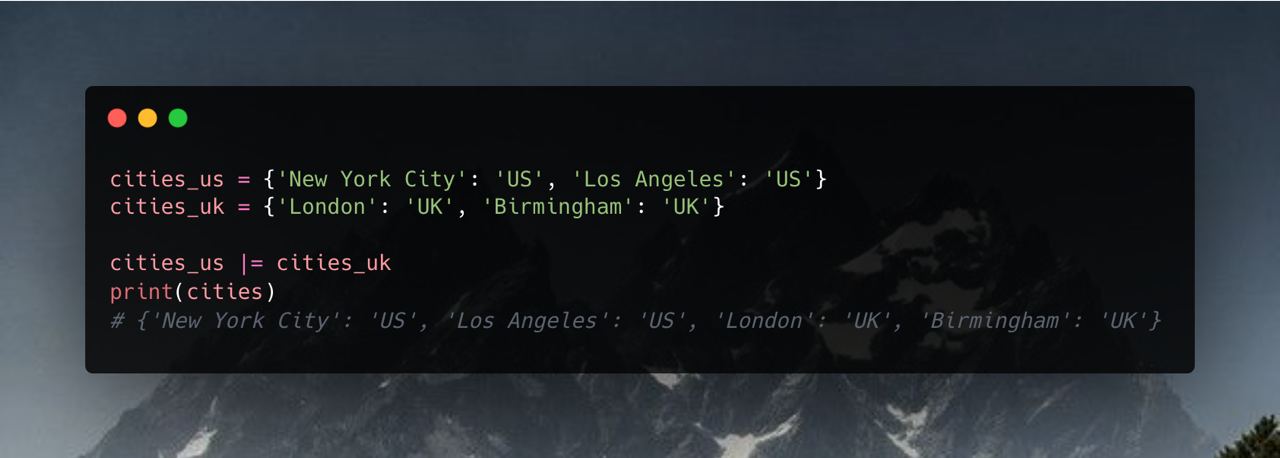 cities_us = {'New York City': 'US', 'Los Angeles': 'US'}
cities_uk = {'London': 'UK', 'Birmingham': 'UK'}
cities_us |= cities_uk
print(cities)
# {'New York City': 'US', 'Los Angeles': 'US', 'London': 'UK', 'Birmingham': 'UK'}